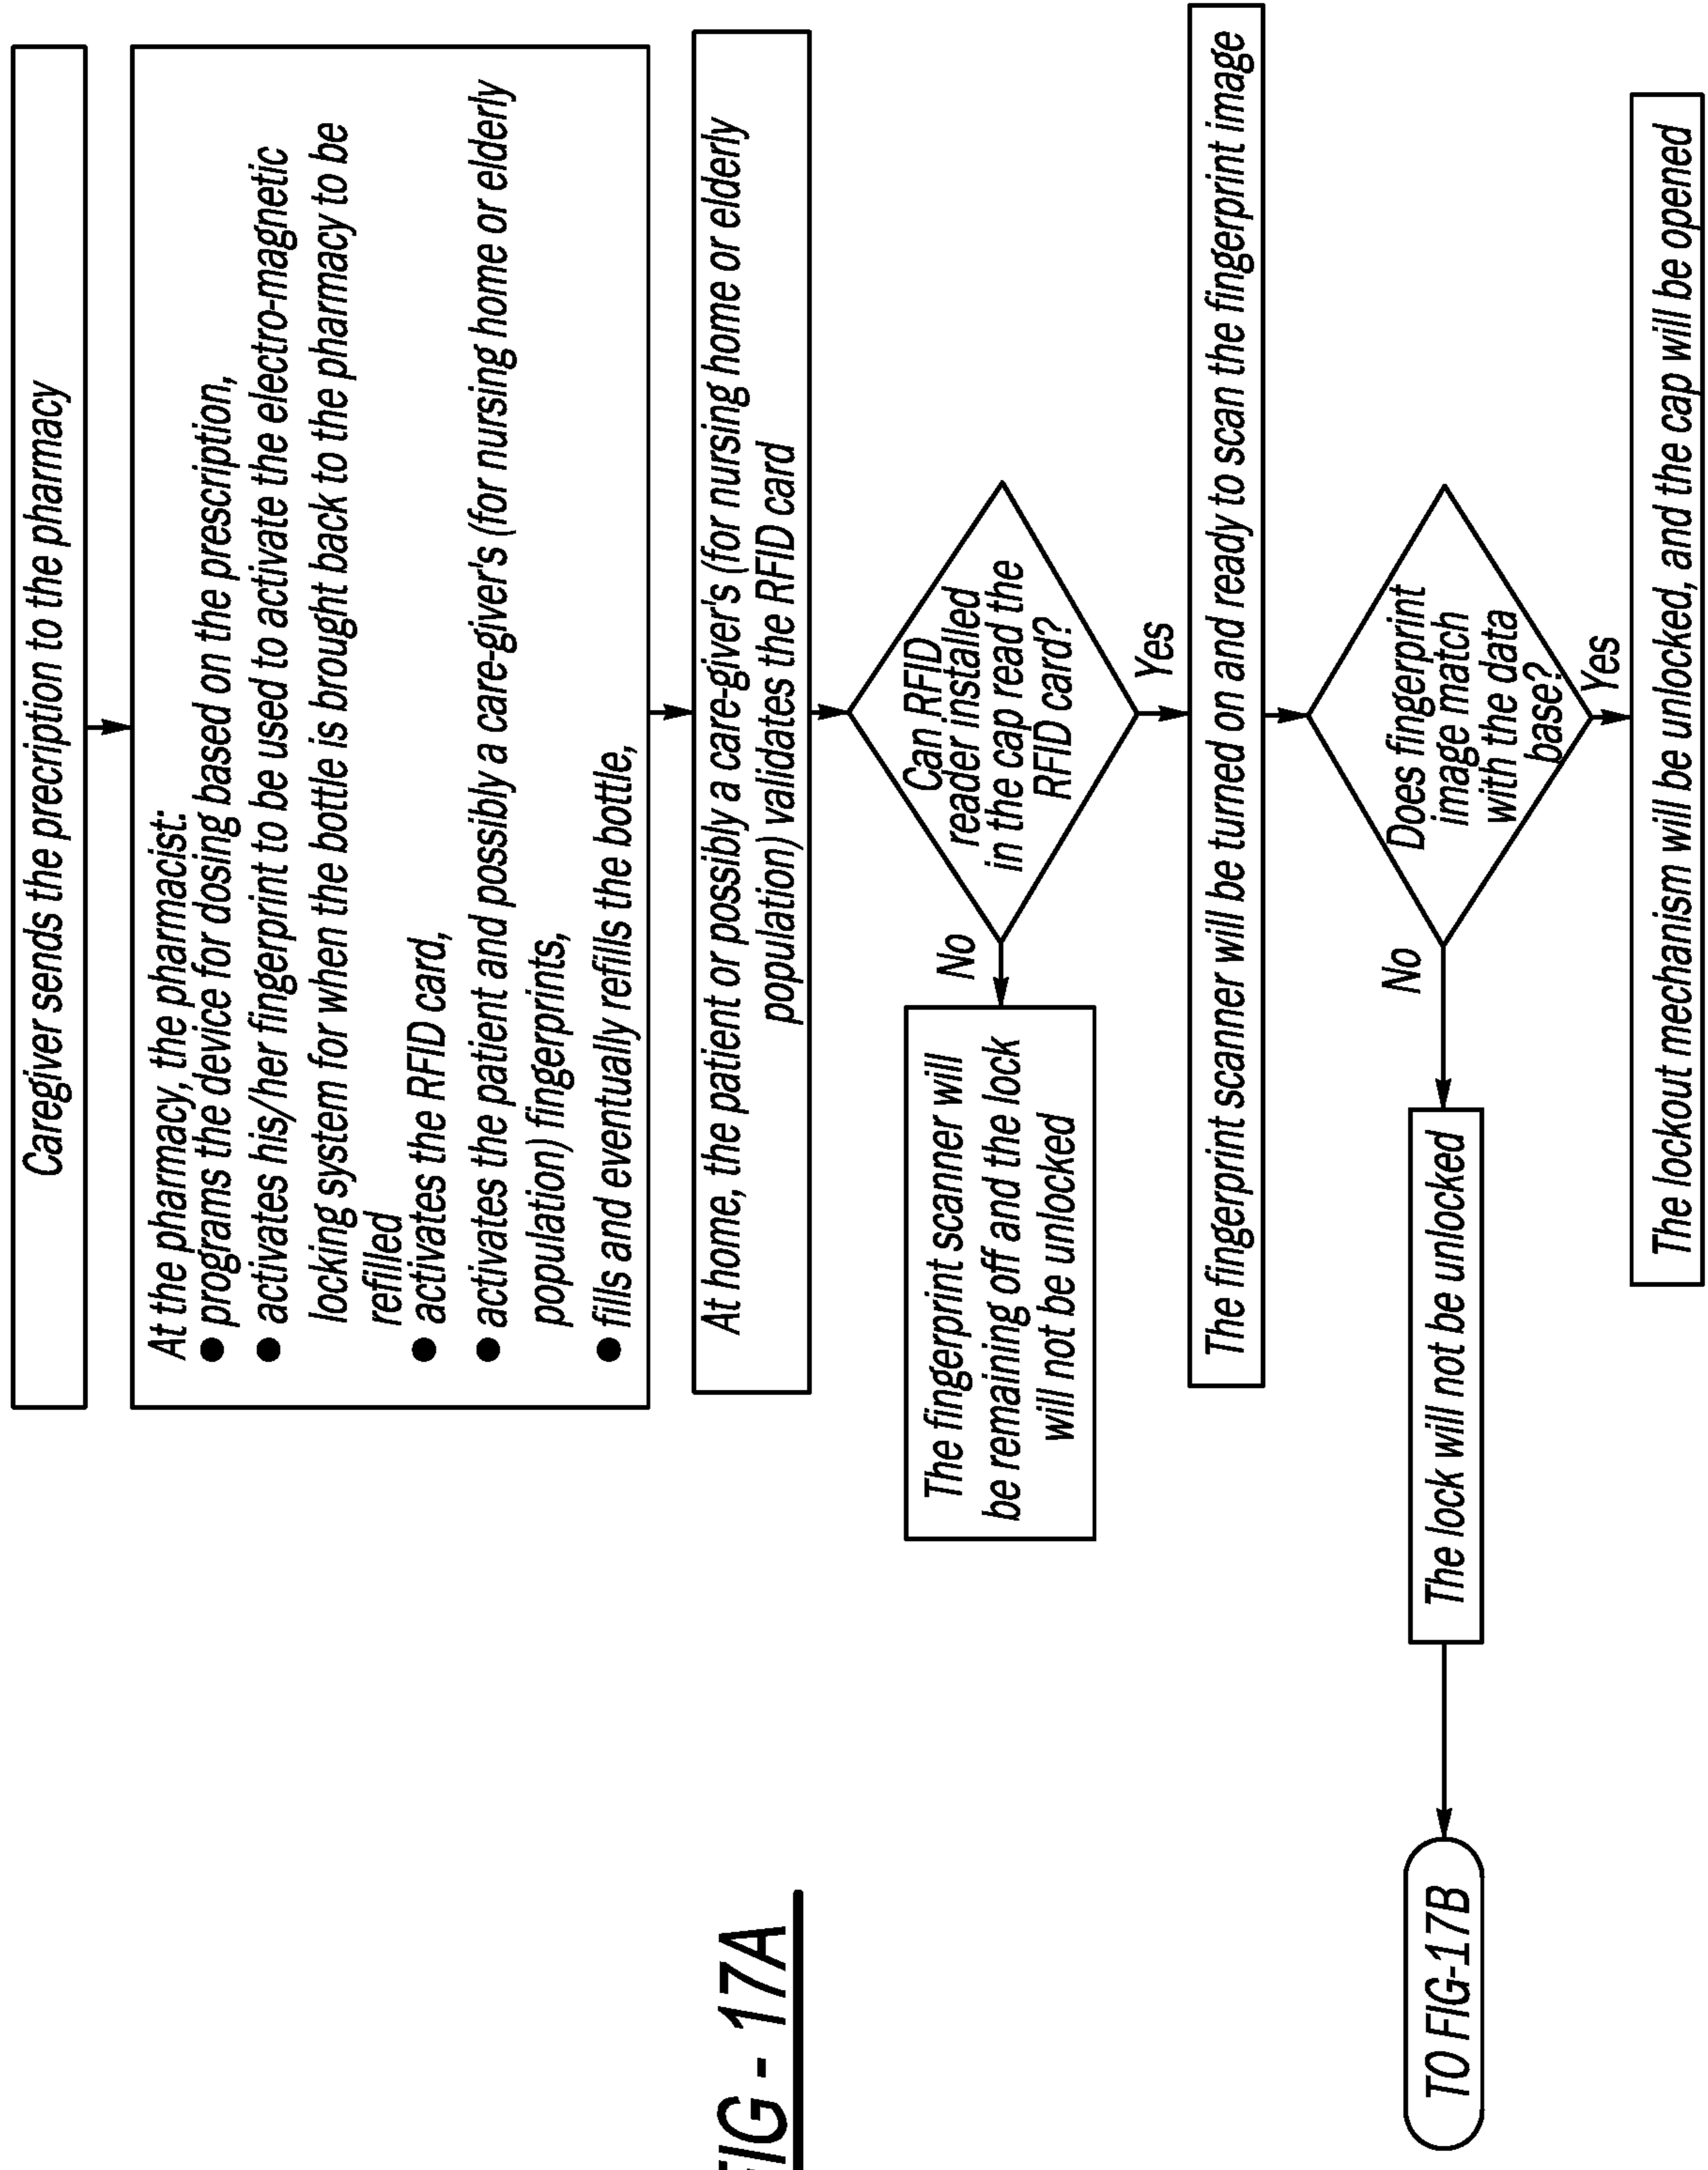 Caregiver sends the precription to the pharmacy
At the pharmacy, the pharmacist:
● programs the device for dosing based on the prescription,
● activates his/her fingerprint to be used to activate the electro-magnetic
locking system for when the bottle is brought back to the pharmacy to be
refilled
● activates the RFID card,
● activates the patient and possibly a care-giver's (for nursing home or elderly
population) fingerprints,
● fills and eventually refills the bottle,
At home, the patient or possibly a care-giver's (for nursing home or elderly
population) validates the RFID card
Can RFID
reader installed
in the cap read the
RFID card?
No
The fingerprint scanner will
be remaining off and the lock
will not be unlocked
Yes
The fingerprint scanner will be turned on and ready to scan the fingerprint image
Does fingerprint
image match
with the data
base?
No
The lock will not be unlocked
TO FIG-17B
Yes
The lockout mechanism will be unlocked, and the cap will be opened
FIG - 17A